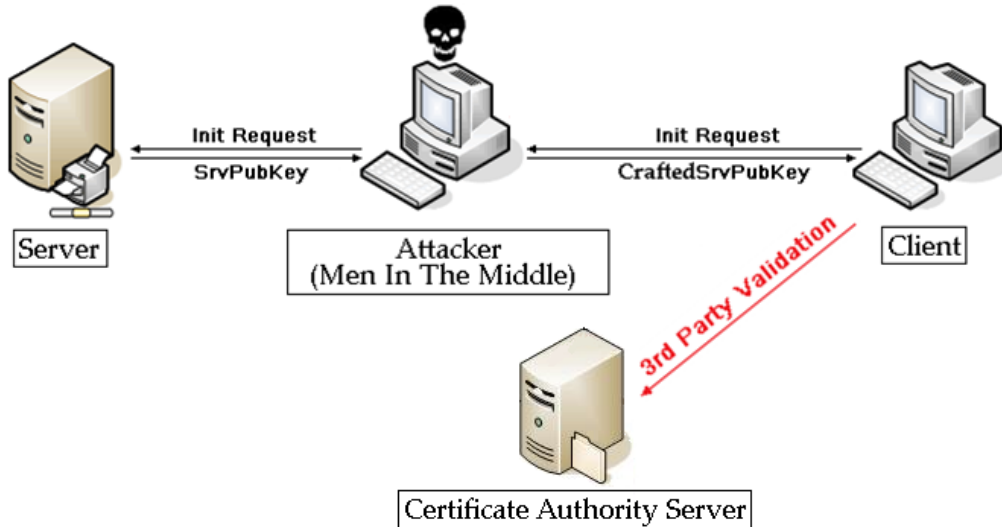 Init Request
SrvPubKey
Init Request
CraftedSrvPubKey
Server
Attacker
(Men In The Middle)
Client
3rd Party Validation
Certificate Authority Server